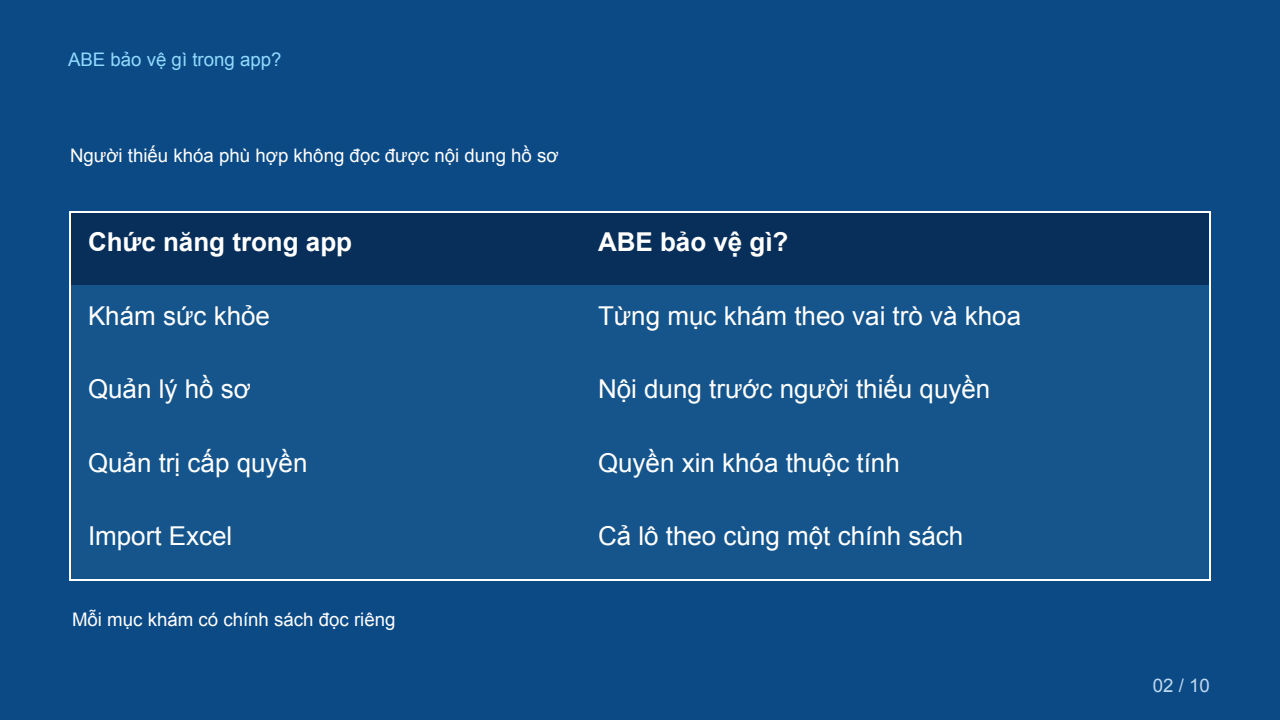 ABE bảo vệ gì trong app?
Người thiếu khóa phù hợp không đọc được nội dung hồ sơ
Chức năng trong app
ABE bảo vệ gì?
Khám sức khỏe
Từng mục khám theo vai trò và khoa
Quản lý hồ sơ
Nội dung trước người thiếu quyền
Quản trị cấp quyền
Quyền xin khóa thuộc tính
Import Excel
Cả lô theo cùng một chính sách
Mỗi mục khám có chính sách đọc riêng
02 / 10